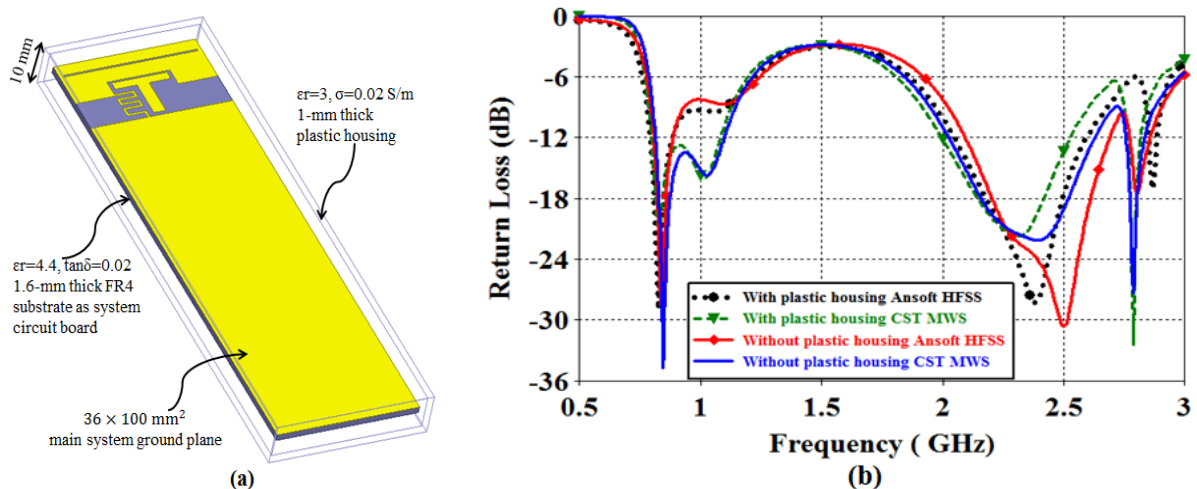 10 mm
εr=3, σ=0.02 S/m
1-mm thick
plastic housing
εr=4.4, tanδ=0.02
1.6-mm thick FR4
substrate as system
circuit board
36 × 100 mm²
main system ground plane
(a)
Return Loss (dB)
0
-6
-12
-18
-24
-30
-36
With plastic housing Ansoft HFSS
With plastic housing CST MWS
Without plastic housing Ansoft HFSS
Without plastic housing CST MWS
0.5 1 1.5 2 2.5 3
Frequency ( GHz)
(b)